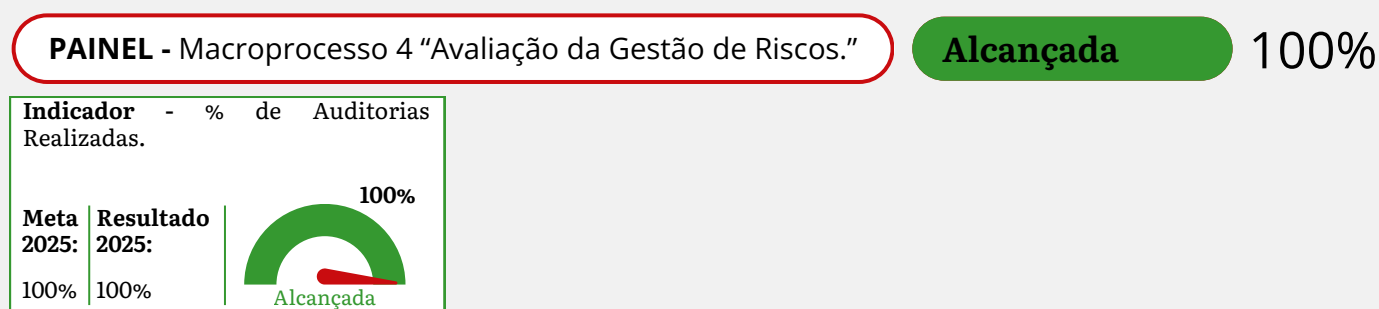 PAINEL - Macroprocesso 4 “Avaliação da Gestão de Riscos.”
Alcançada
100%
Indicador - % de Auditorias
Realizadas.
100%
Meta
2025:
Resultado
2025:
100%
100%
Alcançada